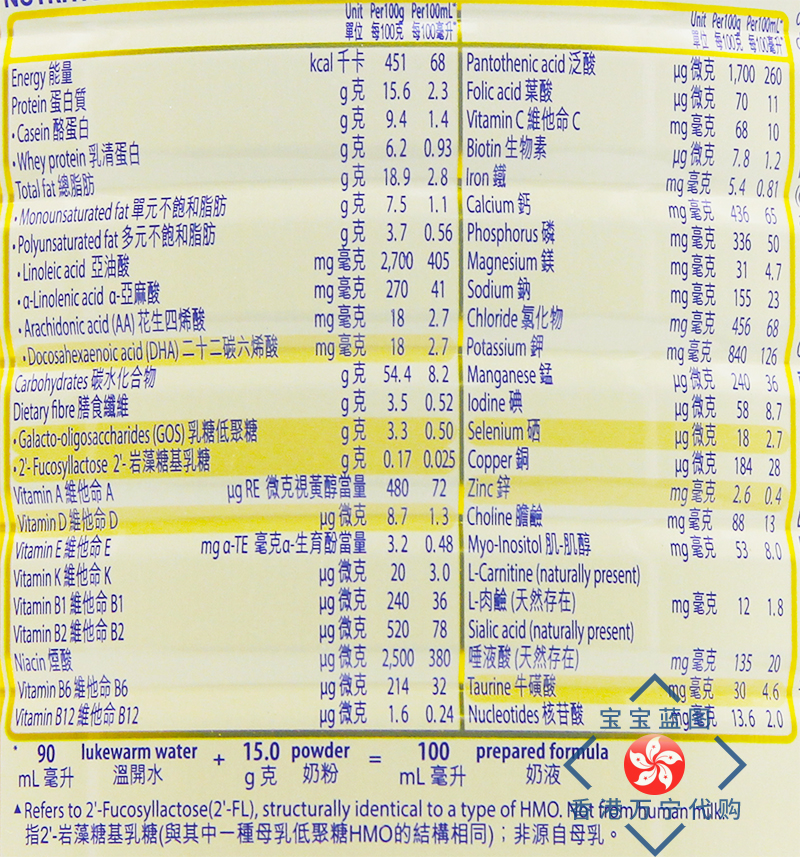 Unit Per100g Per100mL*
單位 每100克 每100毫升*
Energy 能量 kcal 千卡 451 68
Protein 蛋白質 g 克 15.6 2.3
• Casein 酪蛋白 g 克 9.4 1.4
• Whey protein 乳清蛋白 g 克 6.2 0.93
Total fat 總脂肪 g 克 18.9 2.8
• Monounsaturated fat 單元不飽和脂肪 g 克 7.5 1.1
• Polyunsaturated fat 多元不飽和脂肪 g 克 3.7 0.56
• Linoleic acid 亞油酸 mg 毫克 2,700 405
• α-Linolenic acid α-亞麻酸 mg 毫克 270 41
• Arachidonic acid (AA) 花生四烯酸 mg 毫克 18 2.7
• Docosahexaenoic acid (DHA) 二十二碳六烯酸 mg 毫克 18 2.7
Carbohydrates 碳水化合物 g 克 54.4 8.2
Dietary fibre 膳食纖維 g 克 3.5 0.52
• Galacto-oligosaccharides (GOS) 乳糖低聚糖 g 克 3.3 0.50
• 2'- Fucosyllactose 2'- 岩藻糖基乳糖 g 克 0.17 0.025
Vitamin A 維他命 A µg RE 微克視黃醇當量 480 72
Vitamin D 維他命 D µg 微克 8.7 1.3
Vitamin E 維他命 E mg α-TE 毫克α-生育酚當量 3.2 0.48
Vitamin K 維他命 K µg 微克 20 3.0
Vitamin B1 維他命 B1 µg 微克 240 36
Vitamin B2 維他命 B2 µg 微克 520 78
Niacin 煙酸 µg 微克 2,500 380
Vitamin B6 維他命 B6 µg 微克 214 32
Vitamin B12 維他命 B12 µg 微克 1.6 0.24
Unit Per100g Per100mL*
單位 每100克 每100毫升*
Pantothenic acid 泛酸 µg 微克 1,700 260
Folic acid 葉酸 µg 微克 70 11
Vitamin C 維他命 C mg 毫克 68 10
Biotin 生物素 µg 微克 7.8 1.2
Iron 鐵 mg 毫克 5.4 0.81
Calcium 鈣 mg 毫克 436 65
Phosphorus 磷 mg 毫克 336 50
Magnesium 鎂 mg 毫克 31 4.7
Sodium 鈉 mg 毫克 155 23
Chloride 氯化物 mg 毫克 456 68
Potassium 鉀 mg 毫克 840 126
Manganese 錳 µg 微克 240 36
Iodine 碘 µg 微克 58 8.7
Selenium 硒 µg 微克 18 2.7
Copper 銅 µg 微克 184 28
Zinc 鋅 mg 毫克 2.6 0.4
Choline 膽鹼 mg 毫克 88 13
Myo-Inositol 肌-肌醇 mg 毫克 53 8.0
L-Carnitine (naturally present)
L-肉鹼 (天然存在) mg 毫克 12 1.8
Sialic acid (naturally present)
唾液酸 (天然存在) mg 毫克 135 20
Taurine 牛磺酸 mg 毫克 30 4.6
Nucleotides 核苷酸 mg 毫克 13.6 2.0
* 90 lukewarm water + 15.0 powder = 100 prepared formula
mL 毫升 溫開水 g 克 奶粉 mL 毫升 奶液
▲ Refers to 2'-Fucosyllactose(2'-FL), structurally identical to a type of HMO. Not from human milk.
指2'-岩藻糖基乳糖(與其中一種母乳低聚糖HMO的結構相同)；非源自母乳。
宝宝蓝图
香港万宁代购